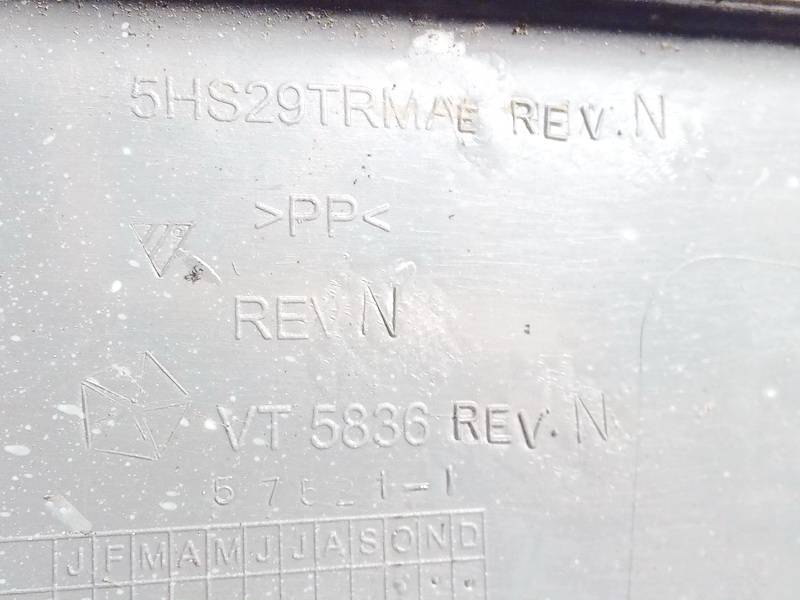 5HS29TRMAE REV.N
>PP<
REV.N
VT 5836 REV.N
J F M A M J J A S O N D